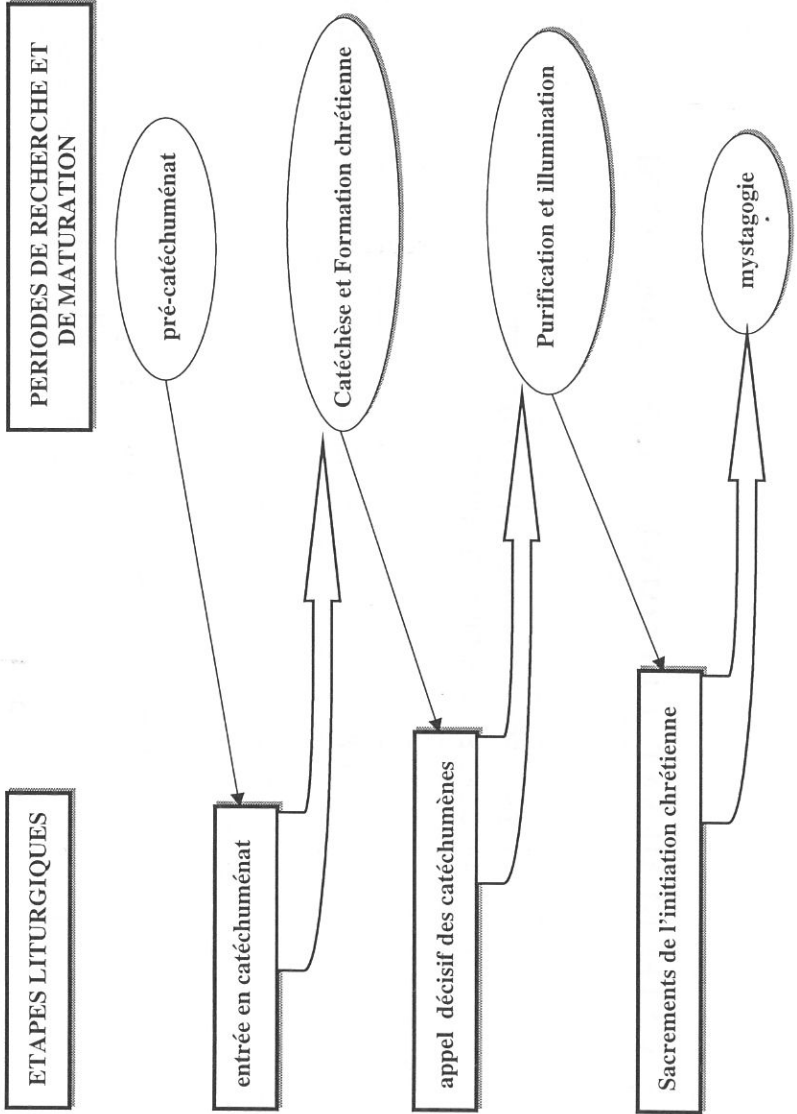 ETAPES LITURGIQUES
PERIODES DE RECHERCHE ET
DE MATURATION
pré-catéchuménat
entrée en catéchuménat
Catéchèse et Formation chrétienne
appel décisif des catéchumènes
Purification et illumination
Sacrements de l'initiation chrétienne
mystagogie